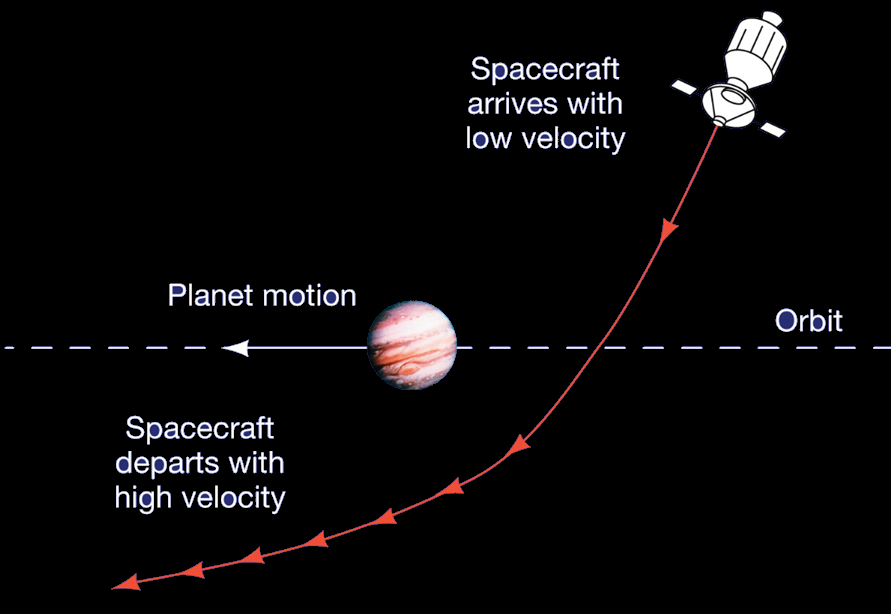 Spacecraft
arrives with
low velocity
Planet motion
Orbit
Spacecraft
departs with
high velocity